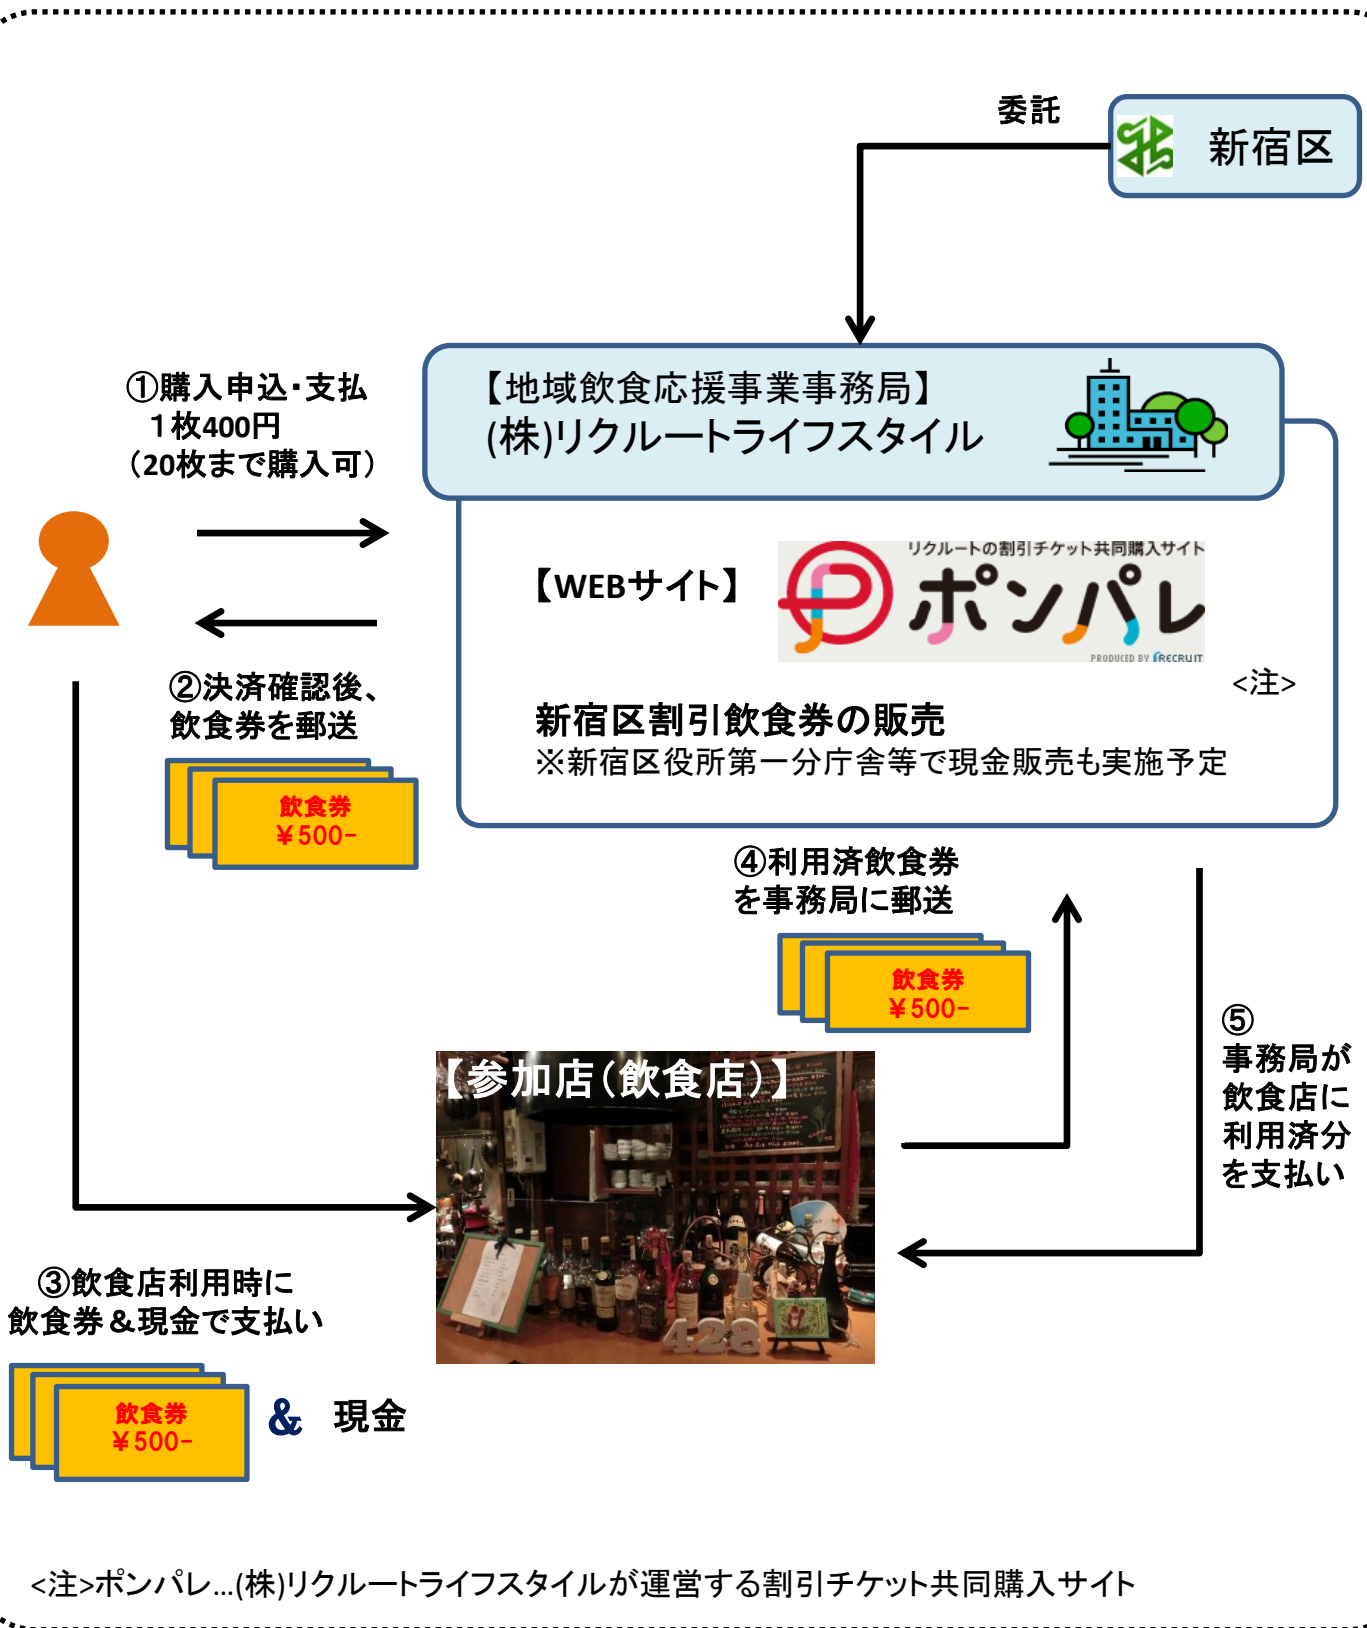 委託
新宿区
①購入申込・支払
１枚400円
（20枚まで購入可）
【地域飲食応援事業事務局】
(株)リクルートライフスタイル
【WEBサイト】
リクルートの割引チケット共同購入サイト
ポンパレ
PRODUCED BY RECRUIT
<注>
新宿区割引飲食券の販売
※新宿区役所第一分庁舎等で現金販売も実施予定
②決済確認後、
飲食券を郵送
飲食券
￥500-
④利用済飲食券
を事務局に郵送
飲食券
￥500-
⑤
事務局が
飲食店に
利用済分
を支払い
【参加店（飲食店）】
428
③飲食店利用時に
飲食券＆現金で支払い
飲食券
￥500-
& 現金
<注>ポンパレ…(株)リクルートライフスタイルが運営する割引チケット共同購入サイト